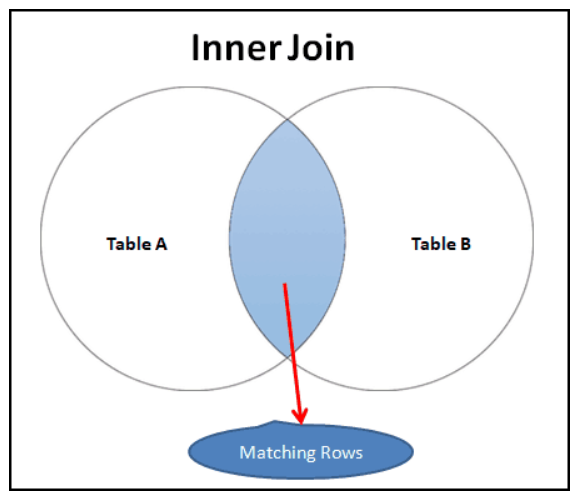 Inner Join
Table A
Table B
Matching Rows